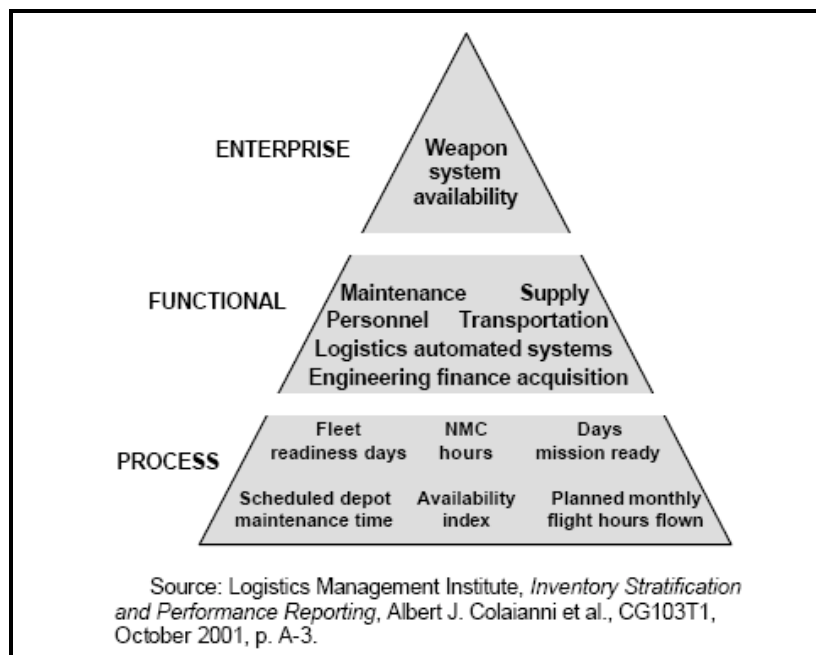 ENTERPRISE
Weapon
system
availability
FUNCTIONAL
Maintenance Supply
Personnel Transportation
Logistics automated systems
Engineering finance acquisition
PROCESS
Fleet
readiness days
NMC
hours
Days
mission ready
Scheduled depot
maintenance time
Availability
index
Planned monthly
flight hours flown
Source: Logistics Management Institute, Inventory Stratification
and Performance Reporting, Albert J. Colaianni et al., CG103T1,
October 2001, p. A-3.